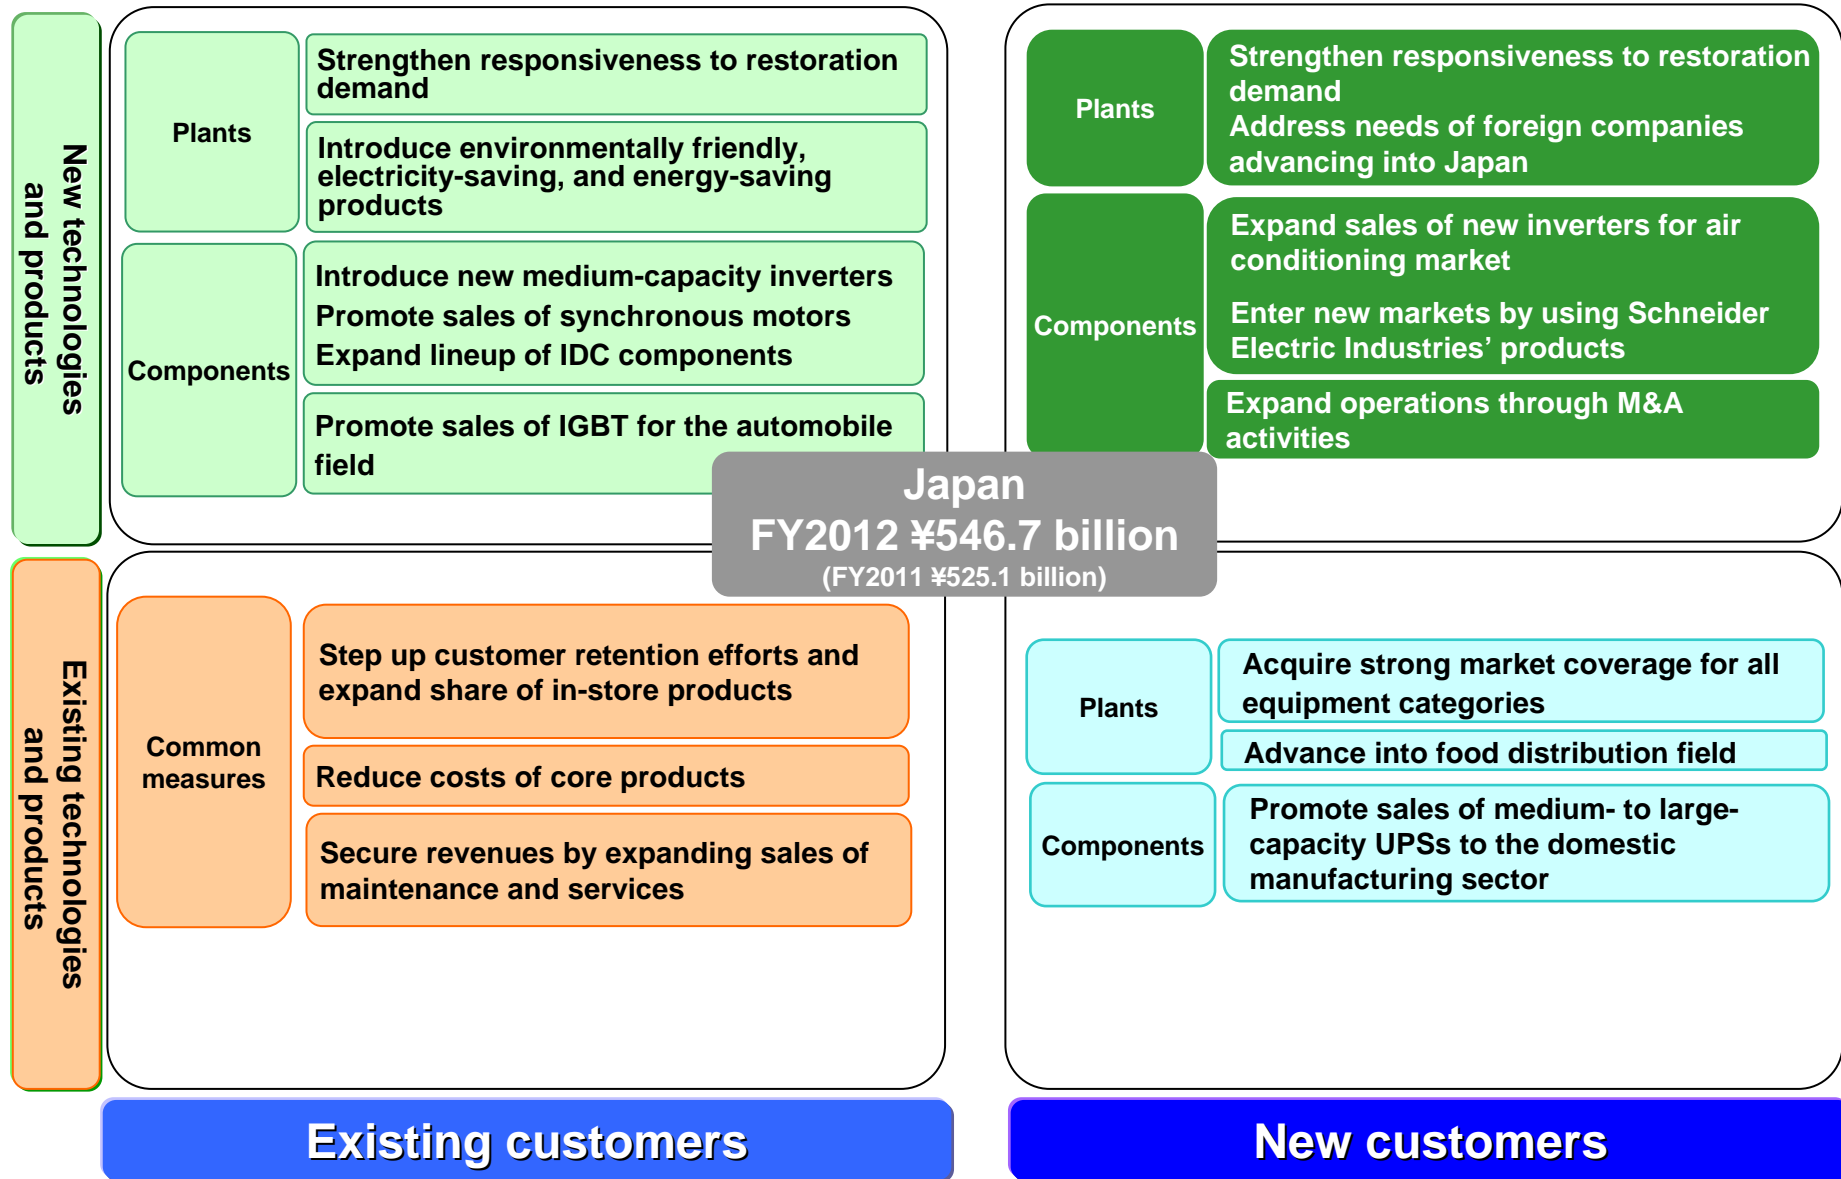 New technologies
and products
Plants
Strengthen responsiveness to restoration
demand
Introduce environmentally friendly,
electricity-saving, and energy-saving
products
Components
Introduce new medium-capacity inverters
Promote sales of synchronous motors
Expand lineup of IDC components
Promote sales of IGBT for the automobile
field
Plants
Strengthen responsiveness to restoration
demand
Address needs of foreign companies
advancing into Japan
Components
Expand sales of new inverters for air
conditioning market
Enter new markets by using Schneider
Electric Industries’ products
Expand operations through M&A
activities
Japan
FY2012 ¥546.7 billion
(FY2011 ¥525.1 billion)
Existing technologies
and products
Common
measures
Step up customer retention efforts and
expand share of in-store products
Reduce costs of core products
Secure revenues by expanding sales of
maintenance and services
Plants
Acquire strong market coverage for all
equipment categories
Advance into food distribution field
Components
Promote sales of medium- to large-
capacity UPSs to the domestic
manufacturing sector
Existing customers
New customers